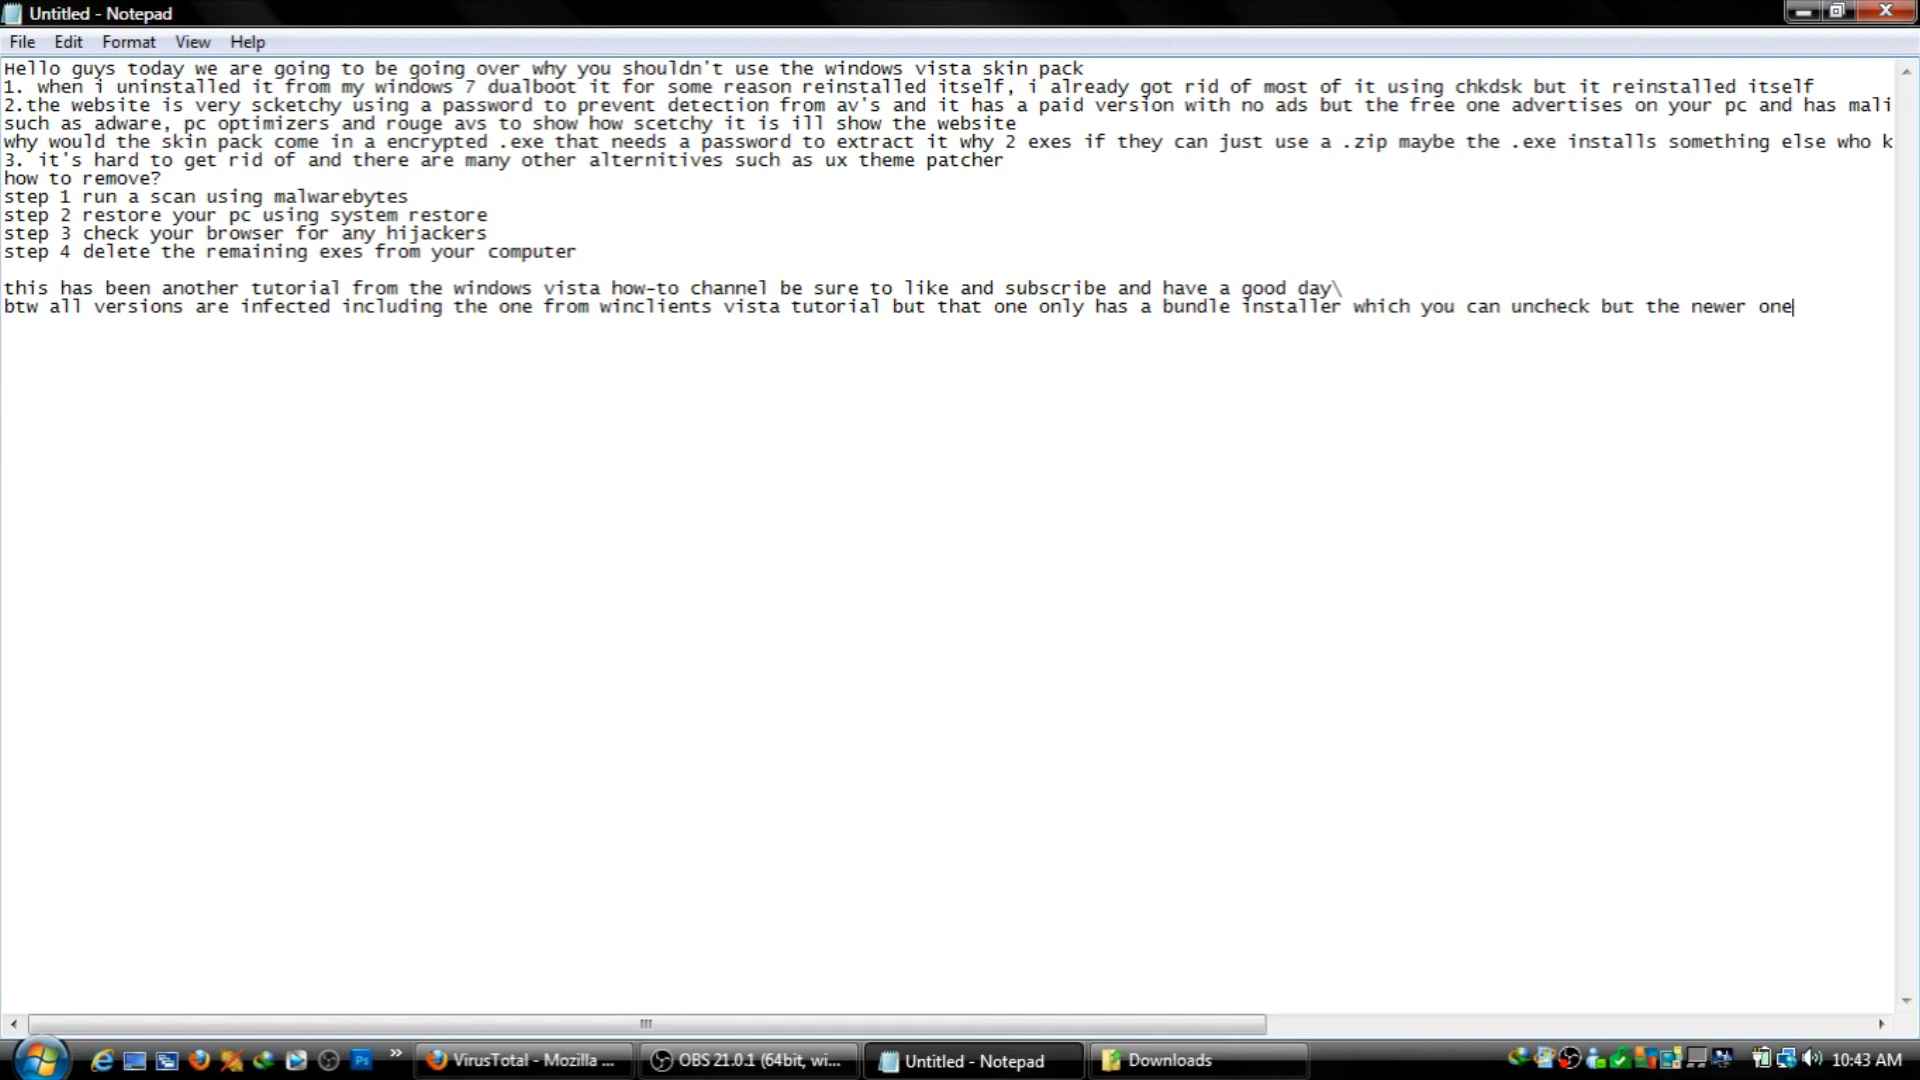 Untitled - Notepad
File Edit Format View Help
Hello guys today we are going to be going over why you shouldn't use the windows vista skin pack
1. when i uninstalled it from my windows 7 dualboot it for some reason reinstalled itself, i already got rid of most of it using chkdsk but it reinstalled itself
2.the website is very scketchy using a password to prevent detection from av's and it has a paid version with no ads but the free one advertises on your pc and has mali
such as adware, pc optimizers and rouge avs to show how scetchy it is ill show the website
why would the skin pack come in a encrypted .exe that needs a password to extract it why 2 exes if they can just use a .zip maybe the .exe installs something else who k
3. it's hard to get rid of and there are many other alternitives such as ux theme patcher
how to remove?
step 1 run a scan using malwarebytes
step 2 restore your pc using system restore
step 3 check your browser for any hijackers
step 4 delete the remaining exes from your computer
this has been another tutorial from the windows vista how-to channel be sure to like and subscribe and have a good day\
btw all versions are infected including the one from winclients vista tutorial but that one only has a bundle installer which you can uncheck but the newer one
Ps » VirusTotal - Mozilla ... OBS 21.0.1 (64bit, wi... Untitled - Notepad Downloads 10:43 AM